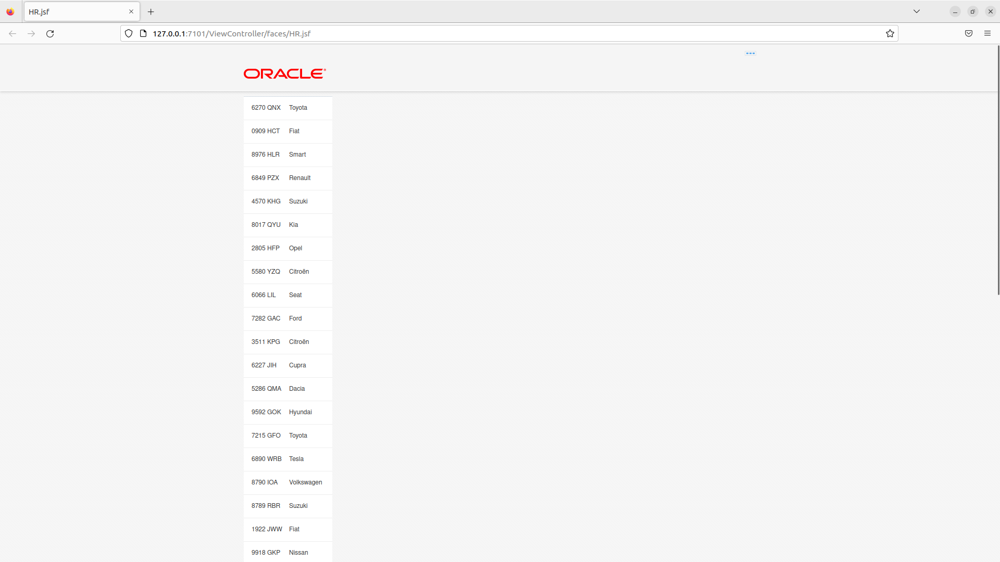 HR.jsf
127.0.0.1:7101/ViewController/faces/HR.jsf
ORACLE®
6270 QNX Toyota
0909 HCT Fiat
8976 HLR Smart
6849 PZX Renault
4570 KHG Suzuki
8017 QYU Kia
2805 HFP Opel
5580 YZQ Citroën
6066 LIL Seat
7282 GAC Ford
3511 KPG Citroën
6227 JIH Cupra
5286 QMA Dacia
9592 GOK Hyundai
7215 GFO Toyota
6890 WRB Tesla
8790 IOA Volkswagen
8789 RBR Suzuki
1922 JWW Fiat
9918 GKP Nissan